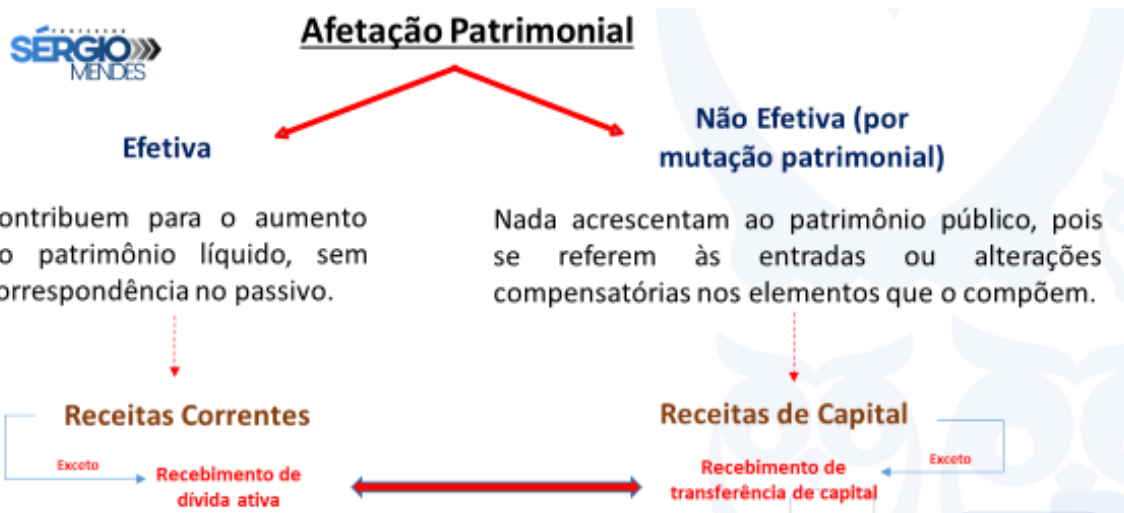 PROFESSOR
SÉRGIO
MENDES
Afetação Patrimonial
Efetiva
Não Efetiva (por
mutação patrimonial)
ontribuem para o aumento
o patrimônio líquido, sem
orrespondência no passivo.
Nada acrescentam ao patrimônio público, pois
se referem às entradas ou alterações
compensatórias nos elementos que o compõem.
Receitas Correntes
Exceto
Recebimento de
dívida ativa
Receitas de Capital
Exceto
Recebimento de
transferência de capital